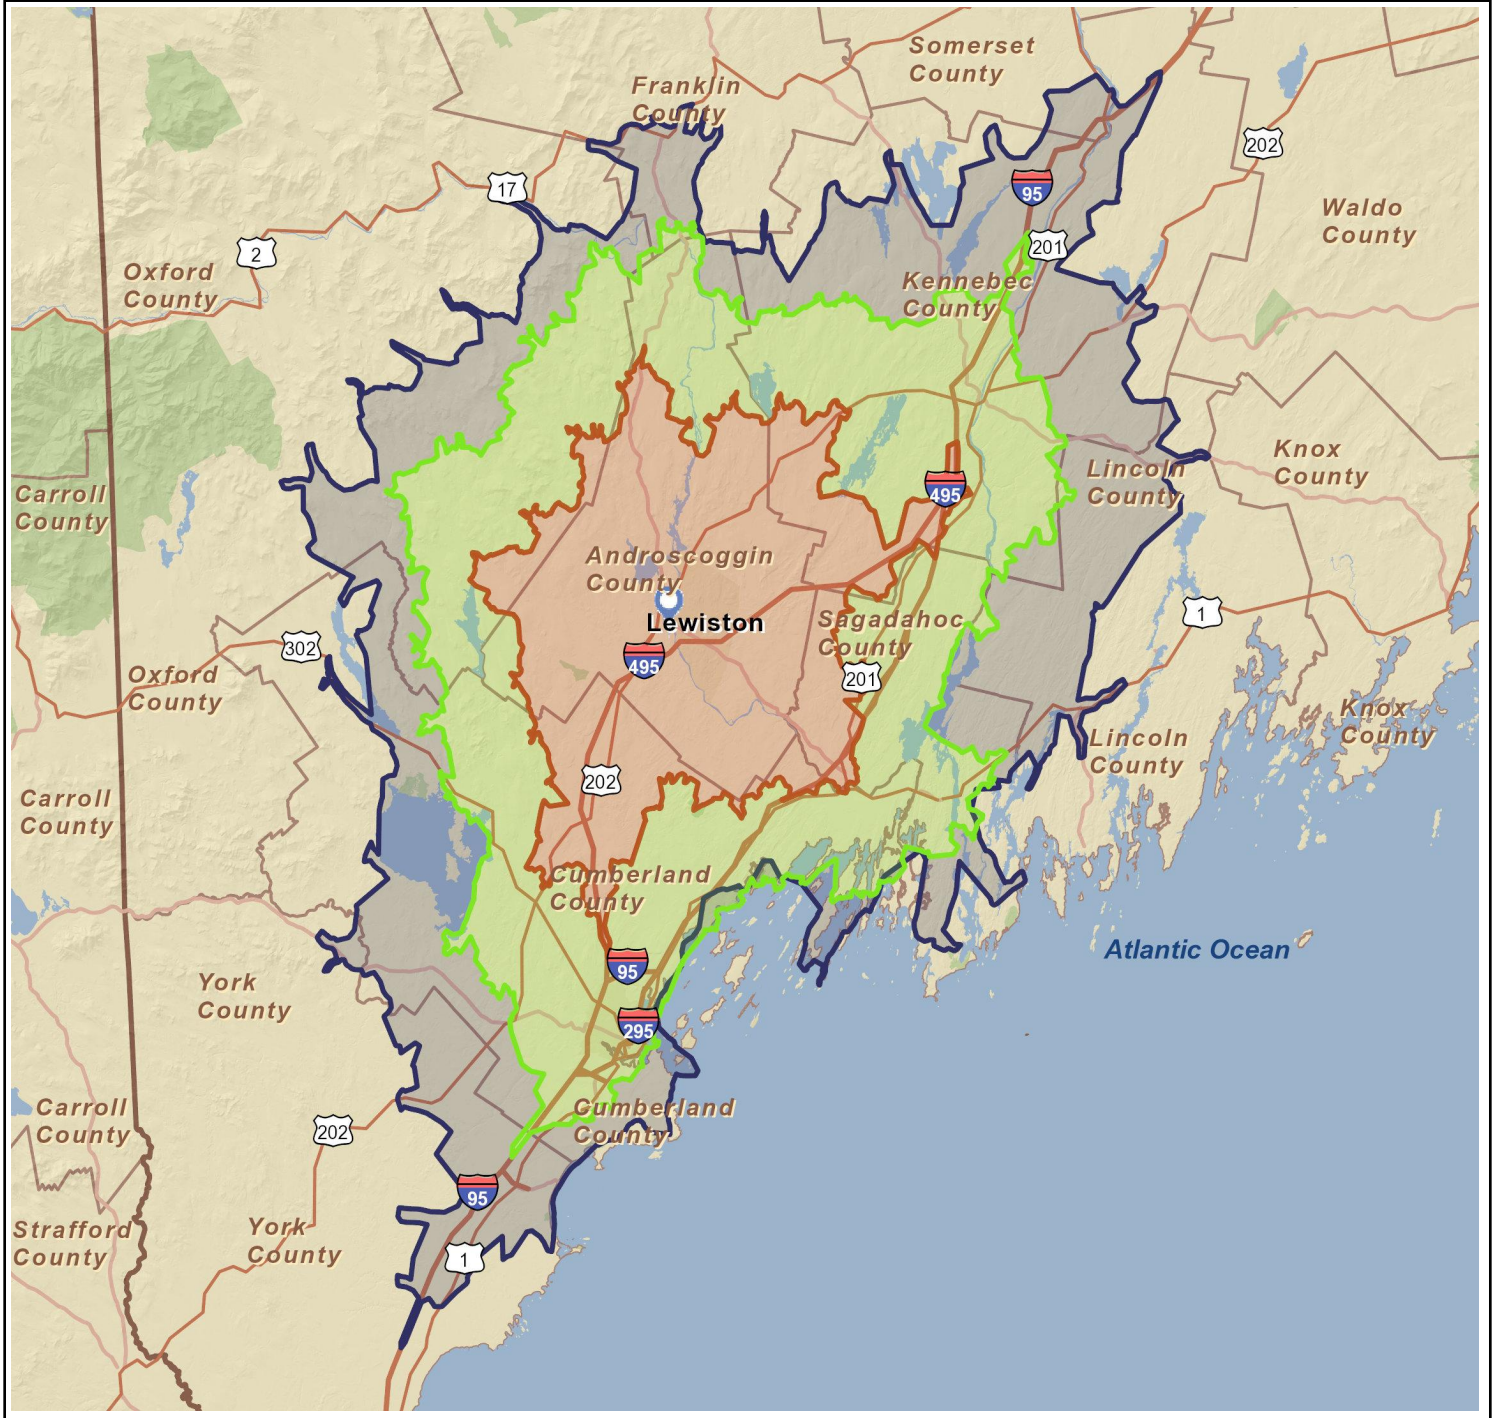 Somerset
County
Franklin
County
202
17
95
Waldo
County
201
2
Oxford
County
Kennebec
County
Knox
County
Lincoln
County
Carroll
County
495
Androscoggin
County
Lewiston
1
Sagadahoc
County
302
495
201
Oxford
County
Knox
County
Lincoln
County
202
Carroll
County
Cumberland
County
Atlantic Ocean
95
York
County
295
Carroll
County
Cumberland
County
202
95
Strafford
County
York
County
1